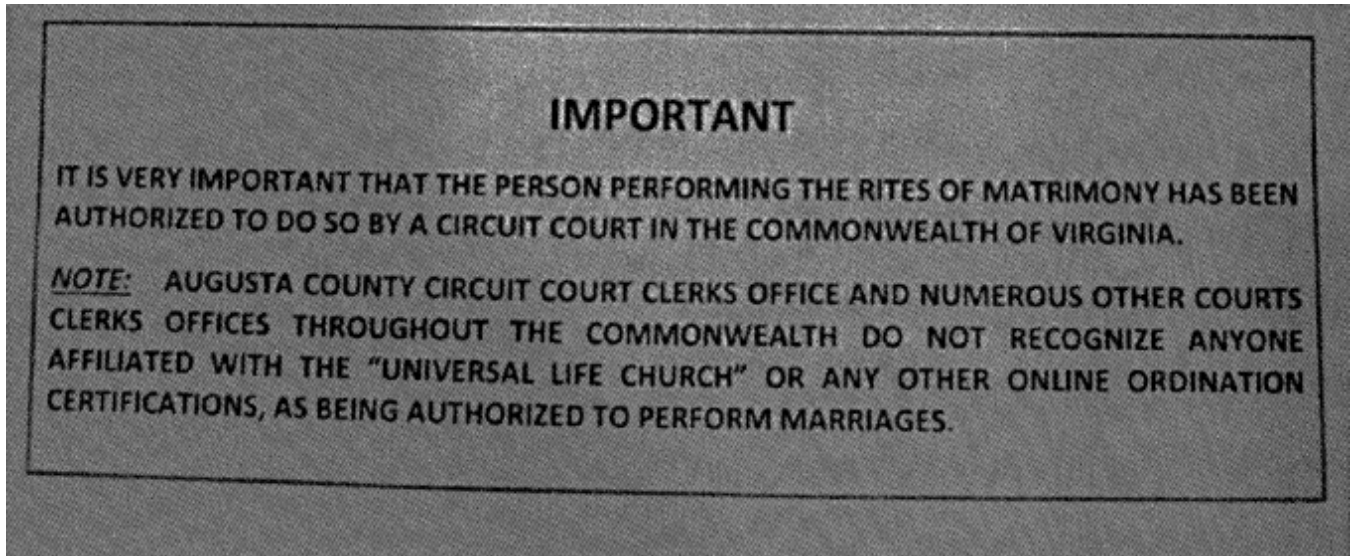 IMPORTANT
IT IS VERY IMPORTANT THAT THE PERSON PERFORMING THE RITES OF MATRIMONY HAS BEEN
AUTHORIZED TO DO SO BY A CIRCUIT COURT IN THE COMMONWEALTH OF VIRGINIA.
NOTE: AUGUSTA COUNTY CIRCUIT COURT CLERKS OFFICE AND NUMEROUS OTHER COURTS
CLERKS OFFICES THROUGHOUT THE COMMONWEALTH DO NOT RECOGNIZE ANYONE
AFFILIATED WITH THE "UNIVERSAL LIFE CHURCH" OR ANY OTHER ONLINE ORDINATION
CERTIFICATIONS, AS BEING AUTHORIZED TO PERFORM MARRIAGES.